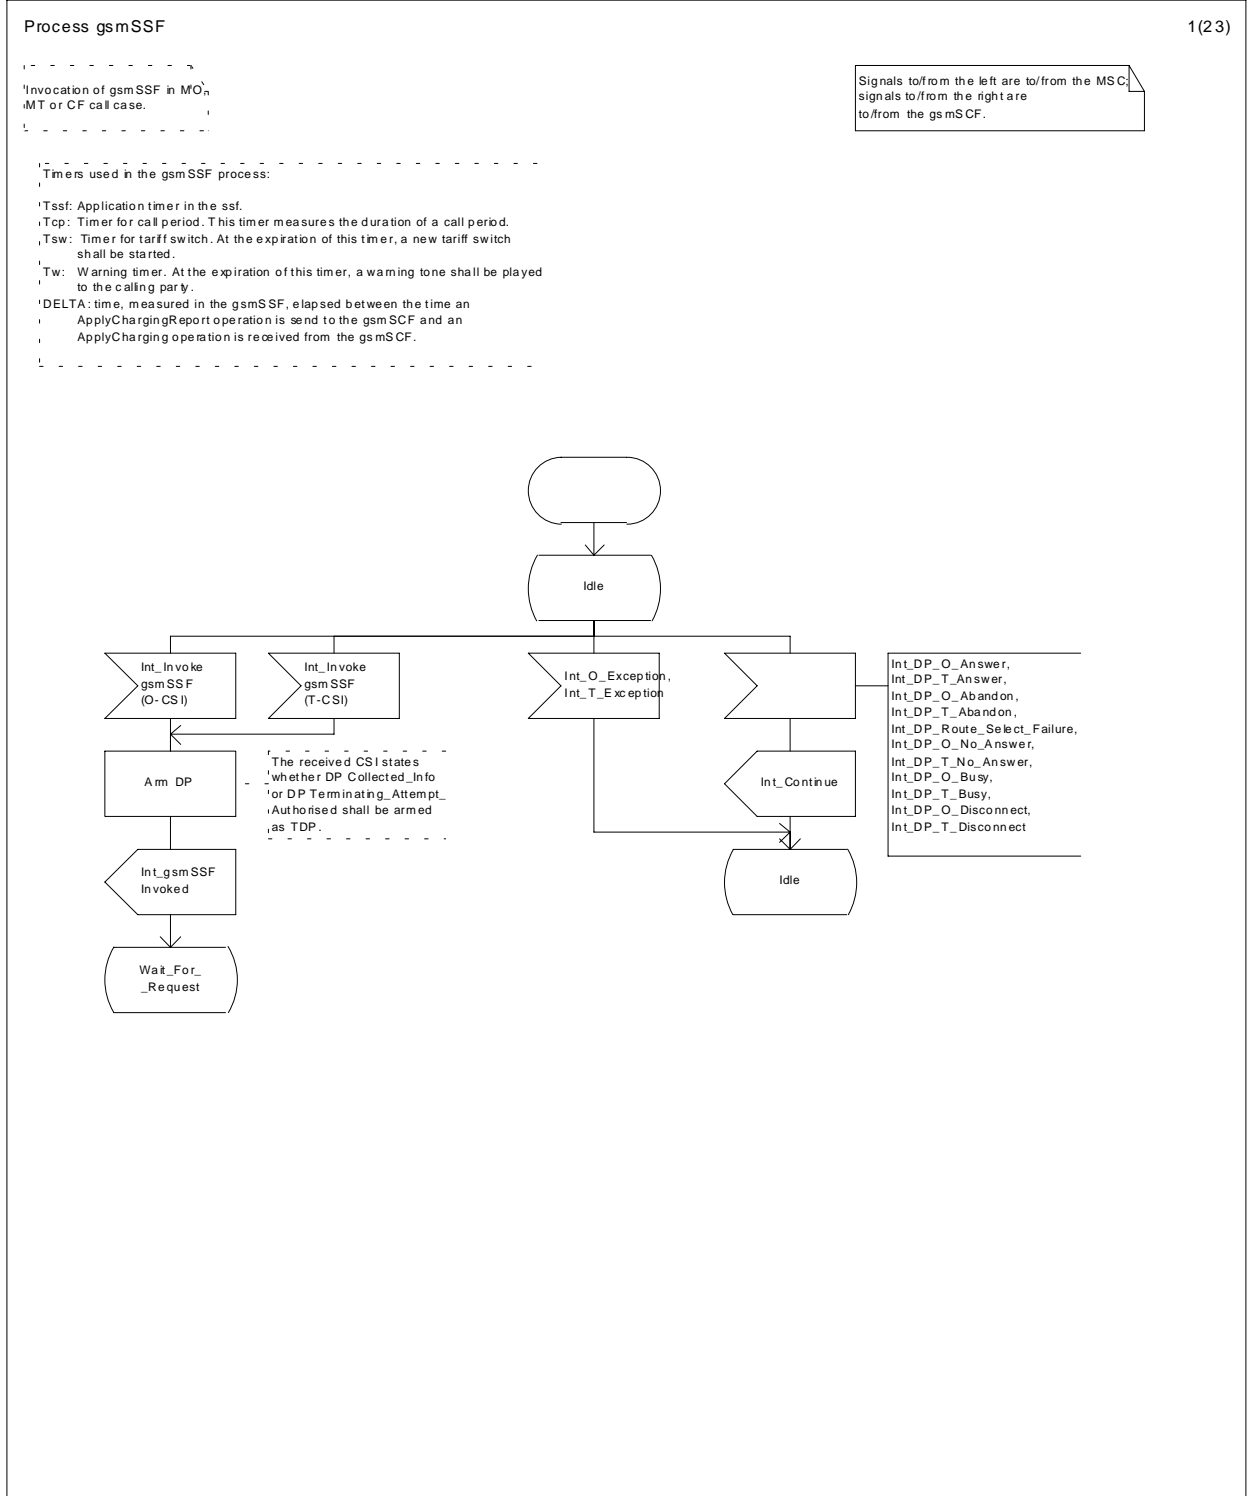 Process gsmSSF
1(23)
Invocation of gsmSSF in MO,
MT or CF call case.
Signals to/from the left are to/from the MSC;
signals to/from the right are
to/from the gsmSCF.
Timers used in the gsmSSF process:
Tssf: Application timer in the ssf.
Tcp: Timer for call period. This timer measures the duration of a call period.
Tsw: Timer for tariff switch. At the expiration of this timer, a new tariff switch
shall be started.
Tw: Warning timer. At the expiration of this timer, a warning tone shall be played
to the calling party.
DELTA: time, measured in the gsmSSF, elapsed between the time an
ApplyChargingReport operation is send to the gsmSCF and an
ApplyCharging operation is received from the gsmSCF.
Idle
Int_Invoke
gsmSSF
(O-CSI)
Int_Invoke
gsmSSF
(T-CSI)
Int_O_Exception,
Int_T_Exception
Int_DP_O_Answer,
Int_DP_T_Answer,
Int_DP_O_Abandon,
Int_DP_T_Abandon,
Int_DP_Route_Select_Failure,
Int_DP_O_No_Answer,
Int_DP_T_No_Answer,
Int_DP_O_Busy,
Int_DP_T_Busy,
Int_DP_O_Disconnect,
Int_DP_T_Disconnect
Arm DP
The received CSI states
whether DP Collected_Info
or DP Terminating_Attempt_
Authorised shall be armed
as TDP.
Int_Continue
Int_gsmSSF
Invoked
Idle
Wait_For_
_Request